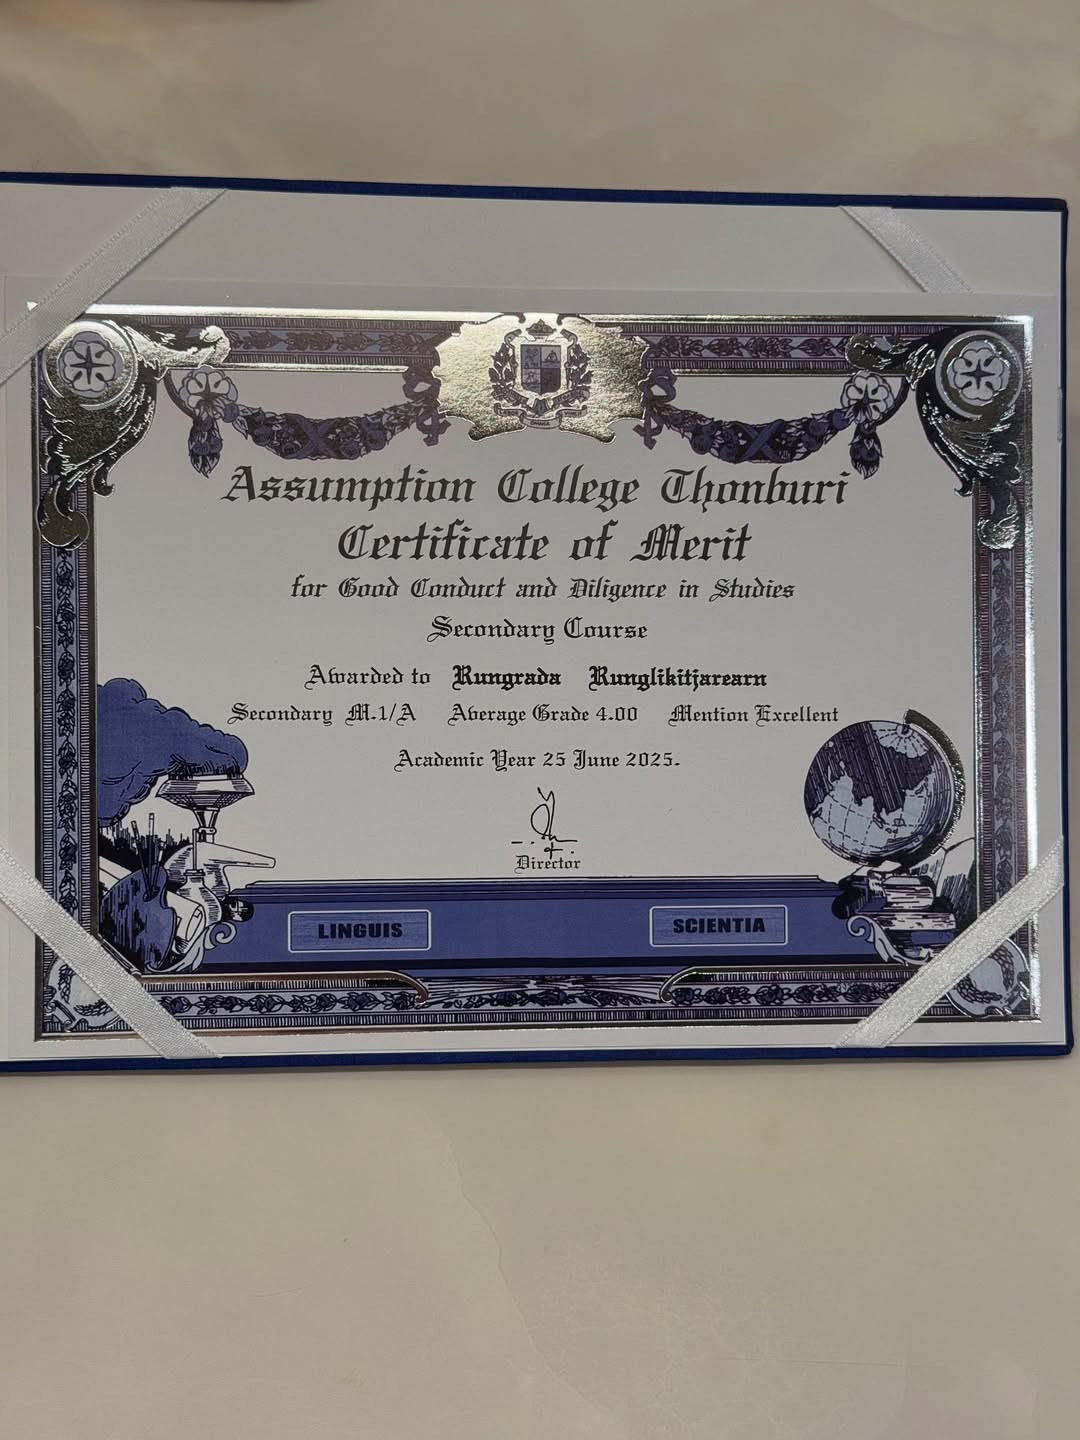 Assumption College Thonburi
Certificate of Merit
for Good Conduct and Diligence in Studies
Secondary Course
Awarded to Rungrada Runglikitjarearn
Secondary M.1/A Average Grade 4.00 Mention Excellent
Academic Year 25 June 2025.
Director
LINGUIS
SCIENTIA